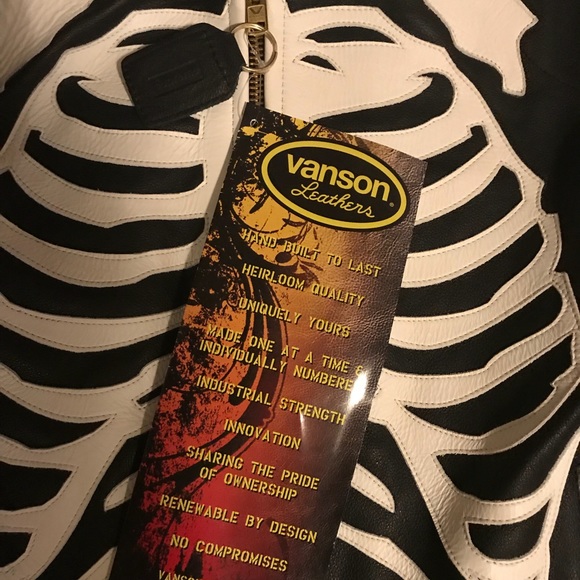 vanson®
Leathers
HAND BUILT TO LAST
HEIRLOOM QUALITY
UNIQUELY YOURS
MADE ONE AT A TIME &
INDIVIDUALLY NUMBERED
INDUSTRIAL STRENGTH
INNOVATION
SHARING THE PRIDE
OF OWNERSHIP
RENEWABLE BY DESIGN
NO COMPROMISES